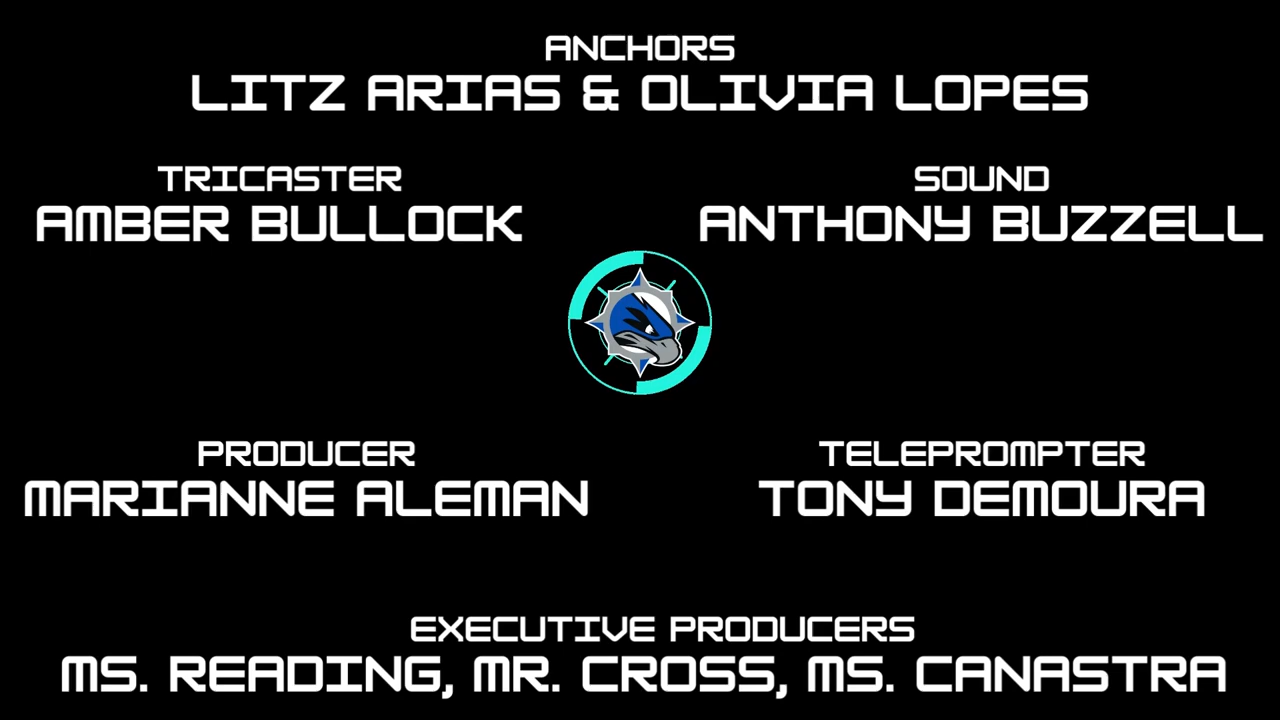 ANCHORS
LITZ ARIAS & OLIVIA LOPES
TRICASTER
AMBER BULLOCK
SOUND
ANTHONY BUZZELL
PRODUCER
MARIANNE ALEMAN
TELEPROMPTER
TONY DEMOURA
EXECUTIVE PRODUCERS
MS. READING, MR. CROSS, MS. CANASTRA